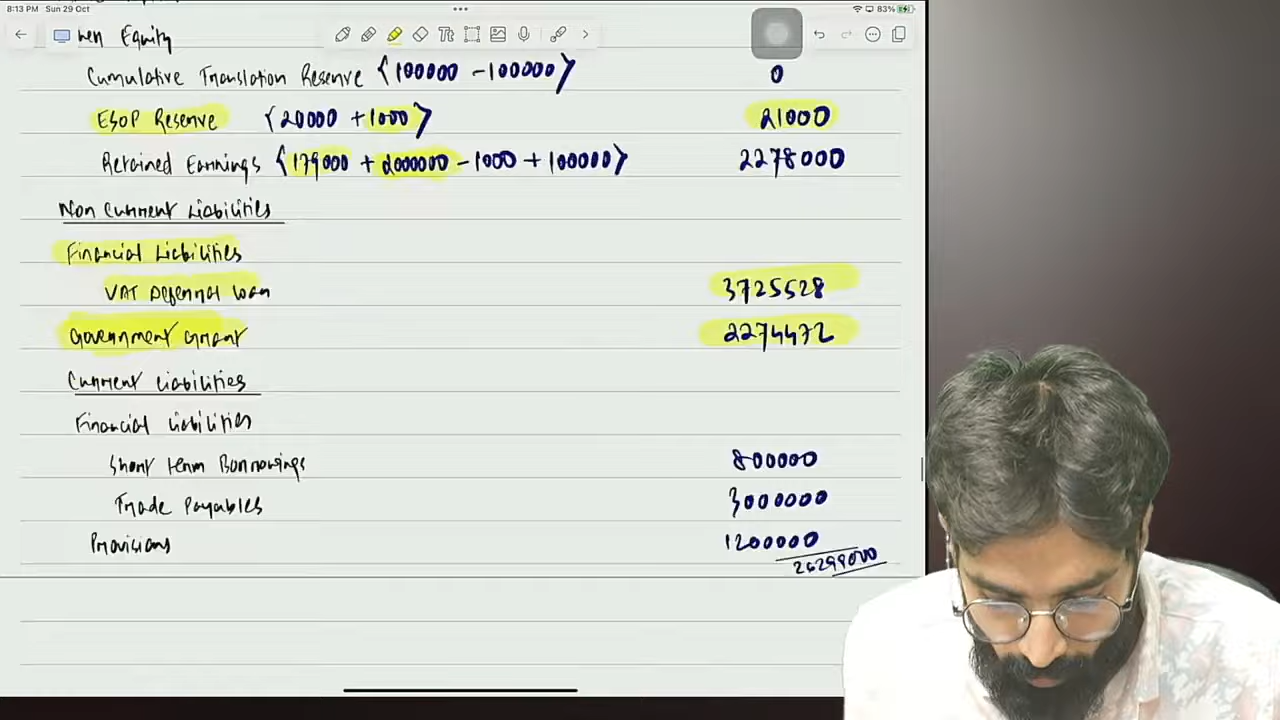 8:13 PM Sun 29 Oct
83%
Equity
Cumulative Translation Reserve {100000 - 100000} 0
ESOP Reserve {20000 + 1000} 21000
Retained Earnings {179000 + 2000000 - 1000 + 100000} 2278000
Non Current Liabilities
Financial Liabilities
VAT Deferral Loan 3725528
Government Grant 2274472
Current Liabilities
Financial Liabilities
Short term Borrowings 800000
Trade Payables 3000000
Provisions 1200000